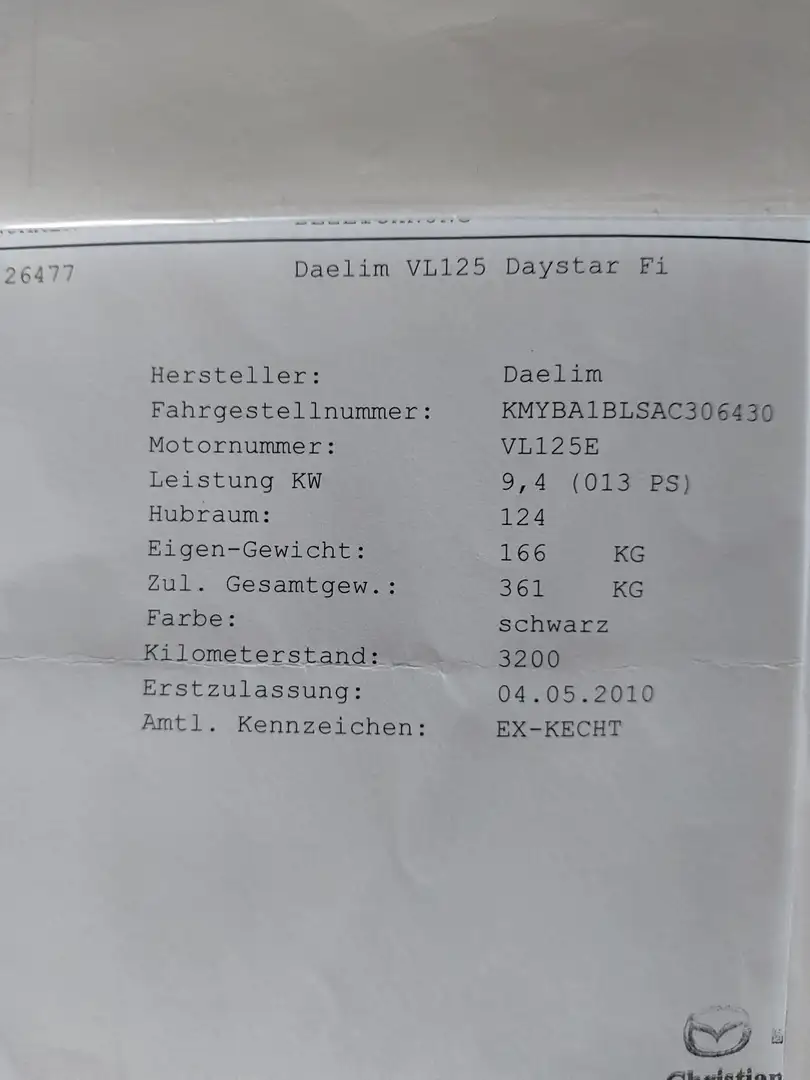 26477 Daelim VL125 Daystar Fi
Hersteller: Daelim
Fahrgestellnummer: KMYBA1BLSAC306430
Motornummer: VL125E
Leistung KW 9,4 (013 PS)
Hubraum: 124
Eigen-Gewicht: 166 KG
Zul. Gesamtgew.: 361 KG
Farbe: schwarz
Kilometerstand: 3200
Erstzulassung: 04.05.2010
Amtl. Kennzeichen: EX-KECHT
Christian